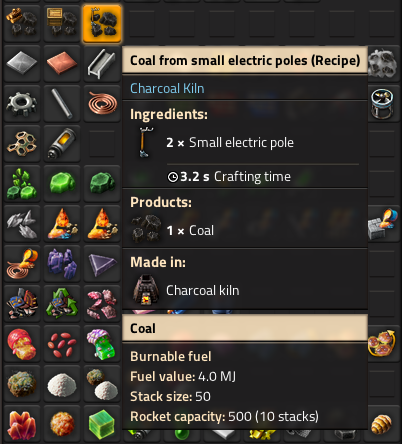 Coal from small electric poles (Recipe)
Charcoal Kiln
Ingredients:
2 × Small electric pole
3.2 s Crafting time
Products:
1 × Coal
Made in:
Charcoal kiln
Coal
Burnable fuel
Fuel value: 4.0 MJ
Stack size: 50
Rocket capacity: 500 (10 stacks)